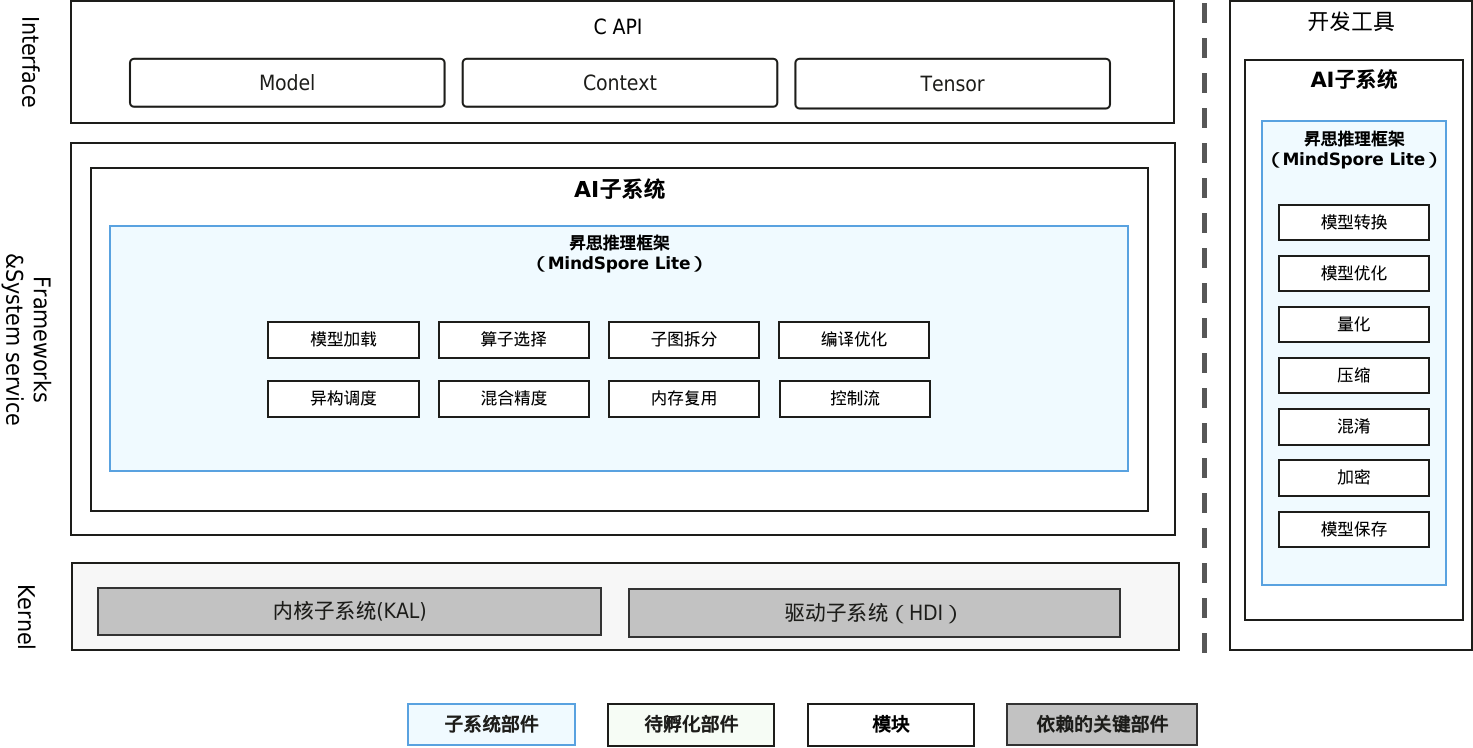 Interface
C API
Model
Context
Tensor
Frameworks
&System service
AI子系统
昇思推理框架
（MindSpore Lite）
模型加载
算子选择
子图拆分
编译优化
异构调度
混合精度
内存复用
控制流
Kernel
内核子系统(KAL)
驱动子系统（HDI）
开发工具
AI子系统
昇思推理框架
（MindSpore Lite）
模型转换
模型优化
量化
压缩
混淆
加密
模型保存
子系统部件
待孵化部件
模块
依赖的关键部件